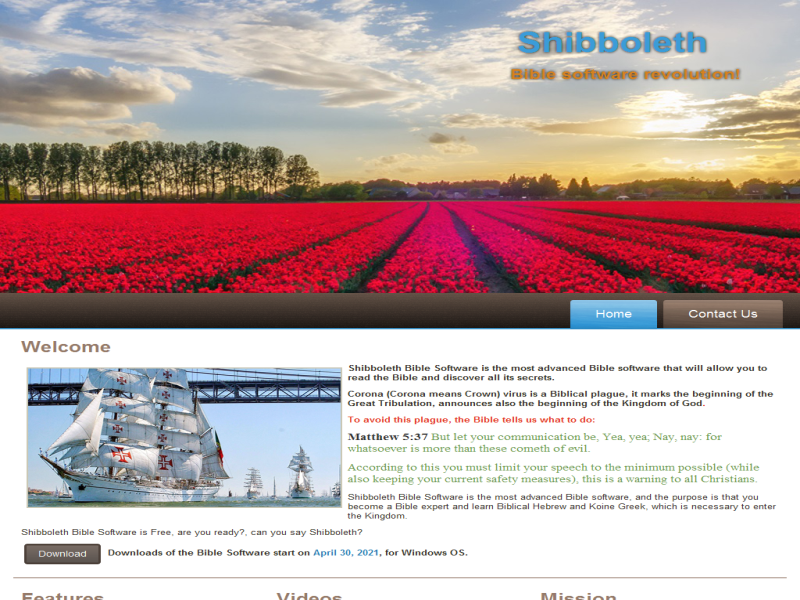 Shibboleth
Bible software revolution!
Home
Contact Us
Welcome
Shibboleth Bible Software is the most advanced Bible software that will allow you to
read the Bible and discover all its secrets.
Corona (Corona means Crown) virus is a Biblical plague, it marks the beginning of the
Great Tribulation, announces also the beginning of the Kingdom of God.
To avoid this plague, the Bible tells us what to do:
Matthew 5:37 But let your communication be, Yea, yea; Nay, nay: for
whatsoever is more than these cometh of evil.
According to this you must limit your speech to the minimum possible (while
also keeping your current safety measures), this is a warning to all Christians.
Shibboleth Bible Software is the most advanced Bible software, and the purpose is that you
become a Bible expert and learn Biblical Hebrew and Koine Greek, which is necessary to enter
the Kingdom.
Shibboleth Bible Software is Free, are you ready?, can you say Shibboleth?
Download
Downloads of the Bible Software start on April 30, 2021, for Windows OS.
Features
Videos
Mission